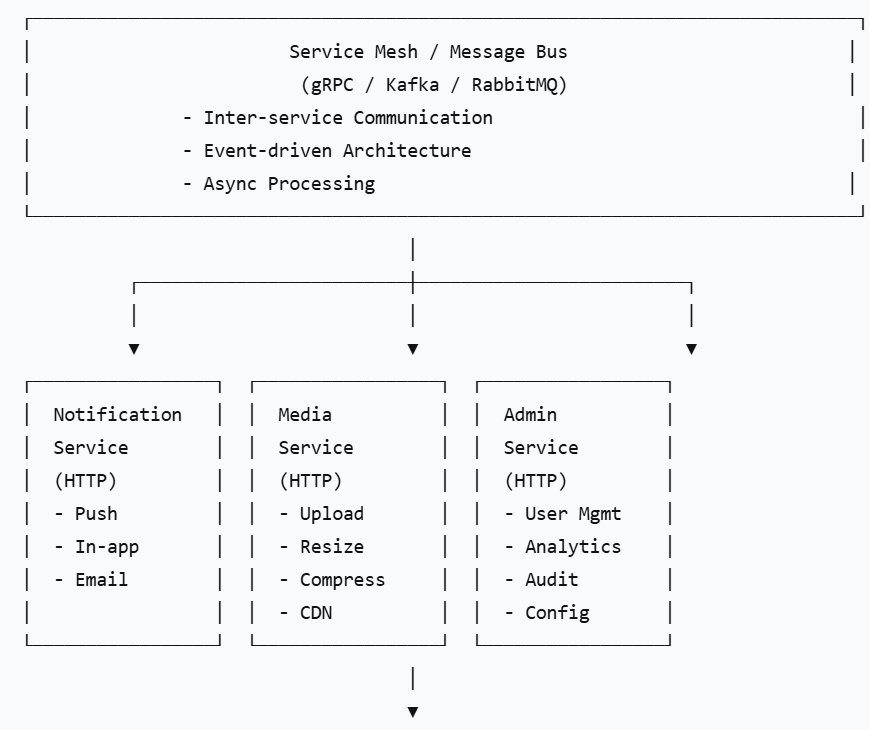 Service Mesh / Message Bus
(gRPC / Kafka / RabbitMQ)
- Inter-service Communication
- Event-driven Architecture
- Async Processing
Notification
Service
(HTTP)
- Push
- In-app
- Email
Media
Service
(HTTP)
- Upload
- Resize
- Compress
- CDN
Admin
Service
(HTTP)
- User Mgmt
- Analytics
- Audit
- Config